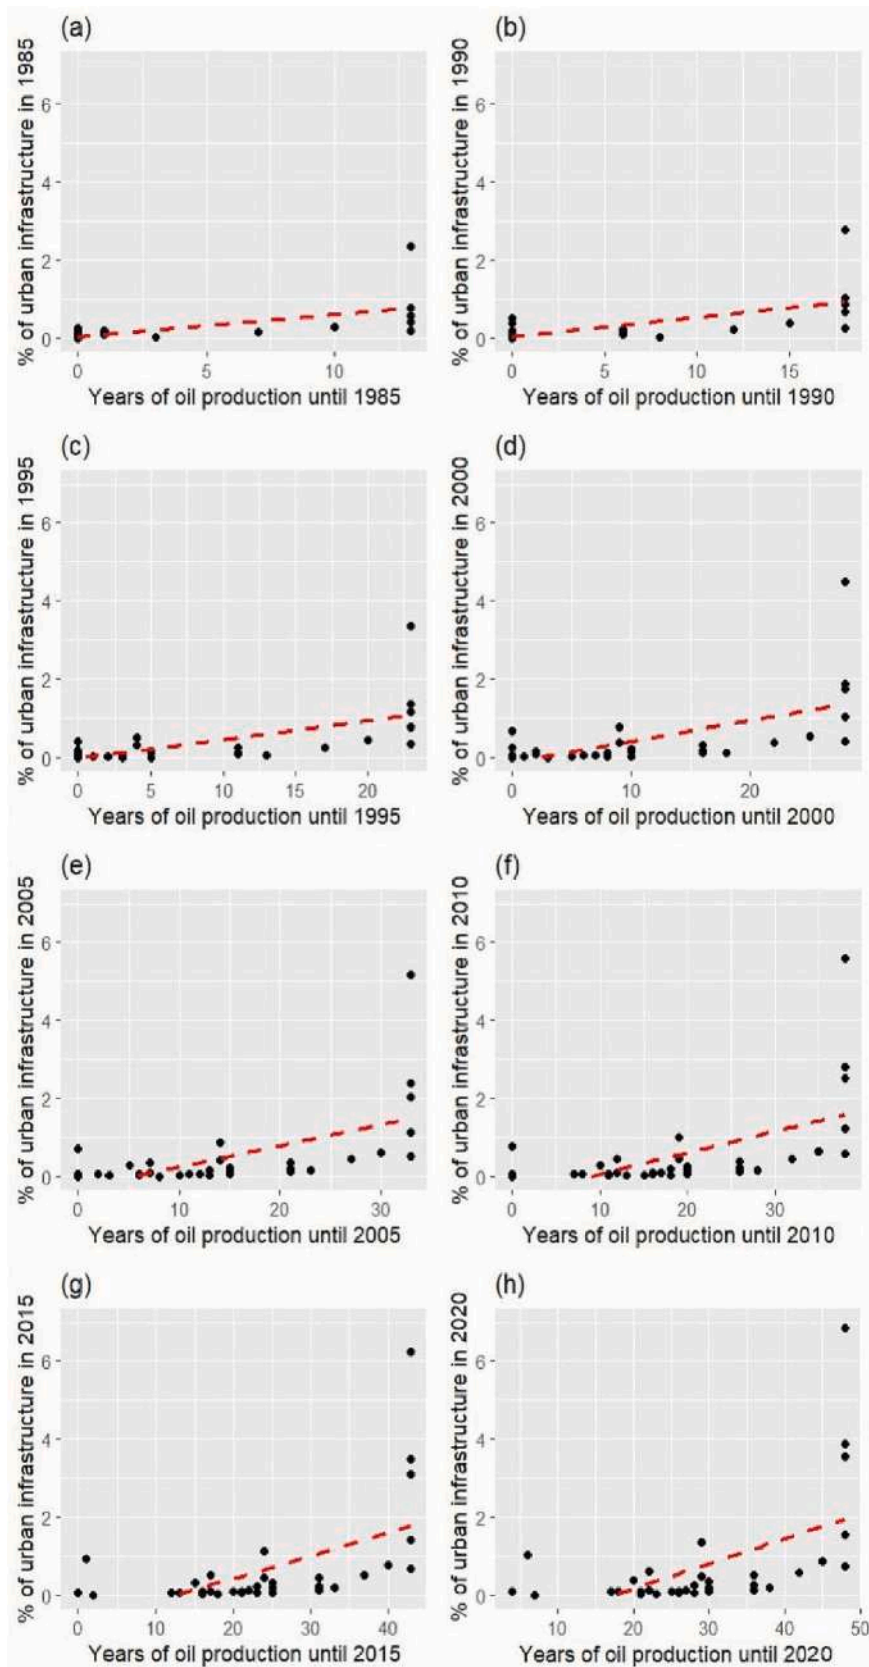 (a)
(b)
% of urban infrastructure in 1985
6
4
2
0
0
5
10
Years of oil production until 1985
% of urban infrastructure in 1990
6
4
2
0
0
5
10
15
Years of oil production until 1990
(c)
(d)
% of urban infrastructure in 1995
6
4
2
0
0
5
10
15
20
Years of oil production until 1995
% of urban infrastructure in 2000
6
4
2
0
0
10
20
Years of oil production until 2000
(e)
(f)
% of urban infrastructure in 2005
6
4
2
0
0
10
20
30
Years of oil production until 2005
% of urban infrastructure in 2010
6
4
2
0
0
10
20
30
Years of oil production until 2010
(g)
(h)
% of urban infrastructure in 2015
6
4
2
0
0
10
20
30
40
Years of oil production until 2015
% of urban infrastructure in 2020
6
4
2
0
10
20
30
40
50
Years of oil production until 2020